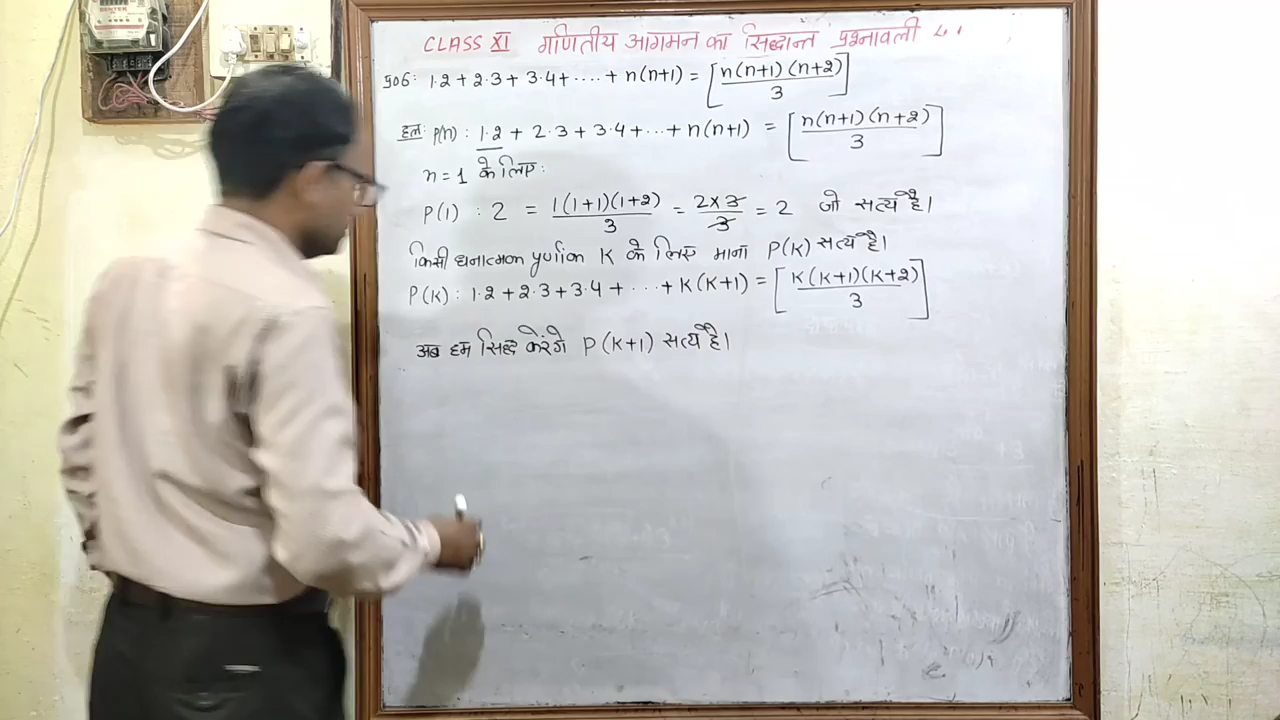 CLASS XI गणितीय आगमन का सिद्धान्त प्रश्नावली 4.1
प्र06: 1.2 + 2.3 + 3.4 + ..... + n(n+1) = [n(n+1)(n+2)/3]
हल: P(n) : 1.2 + 2.3 + 3.4 + ... + n(n+1) = [n(n+1)(n+2)/3]
n = 1 के लिए:
P(1) : 2 = 1(1+1)(1+2)/3 = 2×3/3 = 2 जो सत्य है।
किसी धनात्मक पूर्णांक K के लिए माना P(K) सत्य है।
P(K) : 1.2 + 2.3 + 3.4 + ... + K(K+1) = [K(K+1)(K+2)/3]
अब हम सिद्ध करेंगे P(K+1) सत्य है।